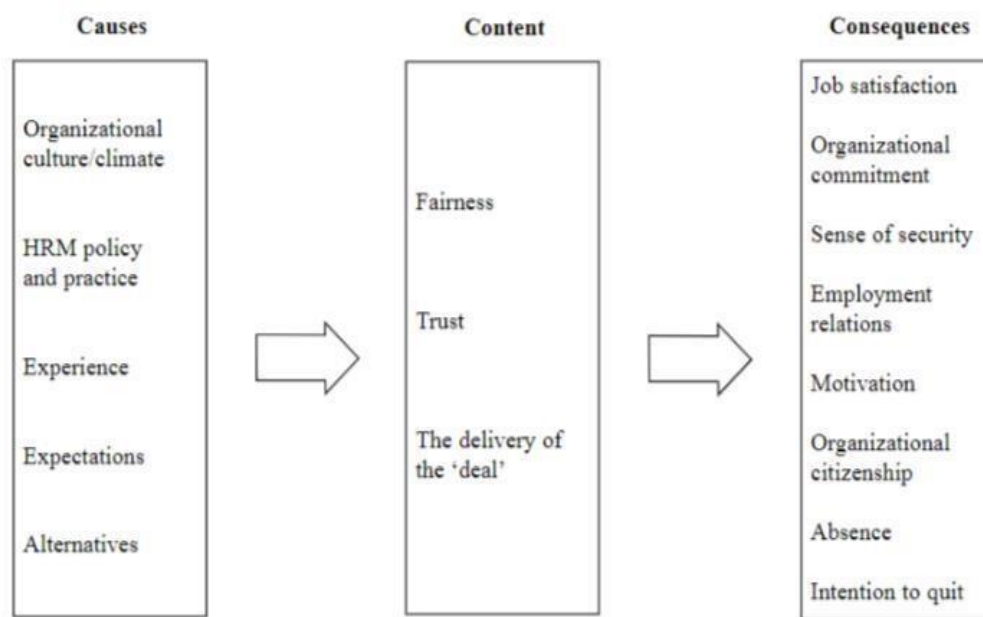 Causes
Organizational
culture/climate
HRM policy
and practice
Experience
Expectations
Alternatives
Content
Fairness
Trust
The delivery of
the ‘deal’
Consequences
Job satisfaction
Organizational
commitment
Sense of security
Employment
relations
Motivation
Organizational
citizenship
Absence
Intention to quit